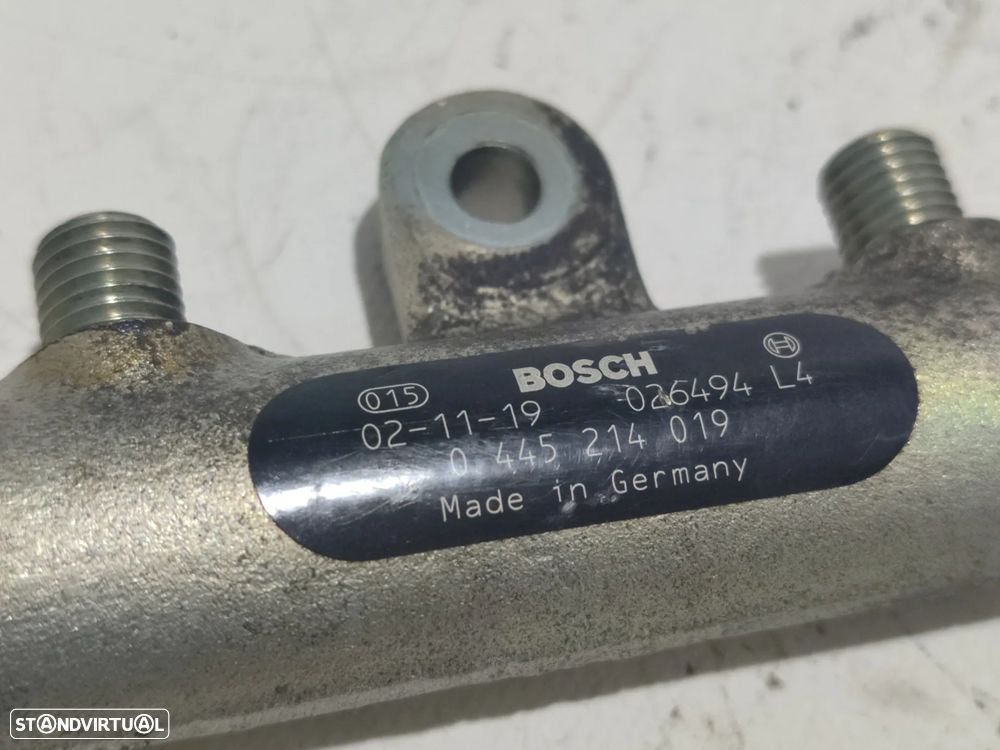 BOSCH
015
02-11-19 026494 L4
0 445 214 019
Made in Germany
STANDVIRTUAL